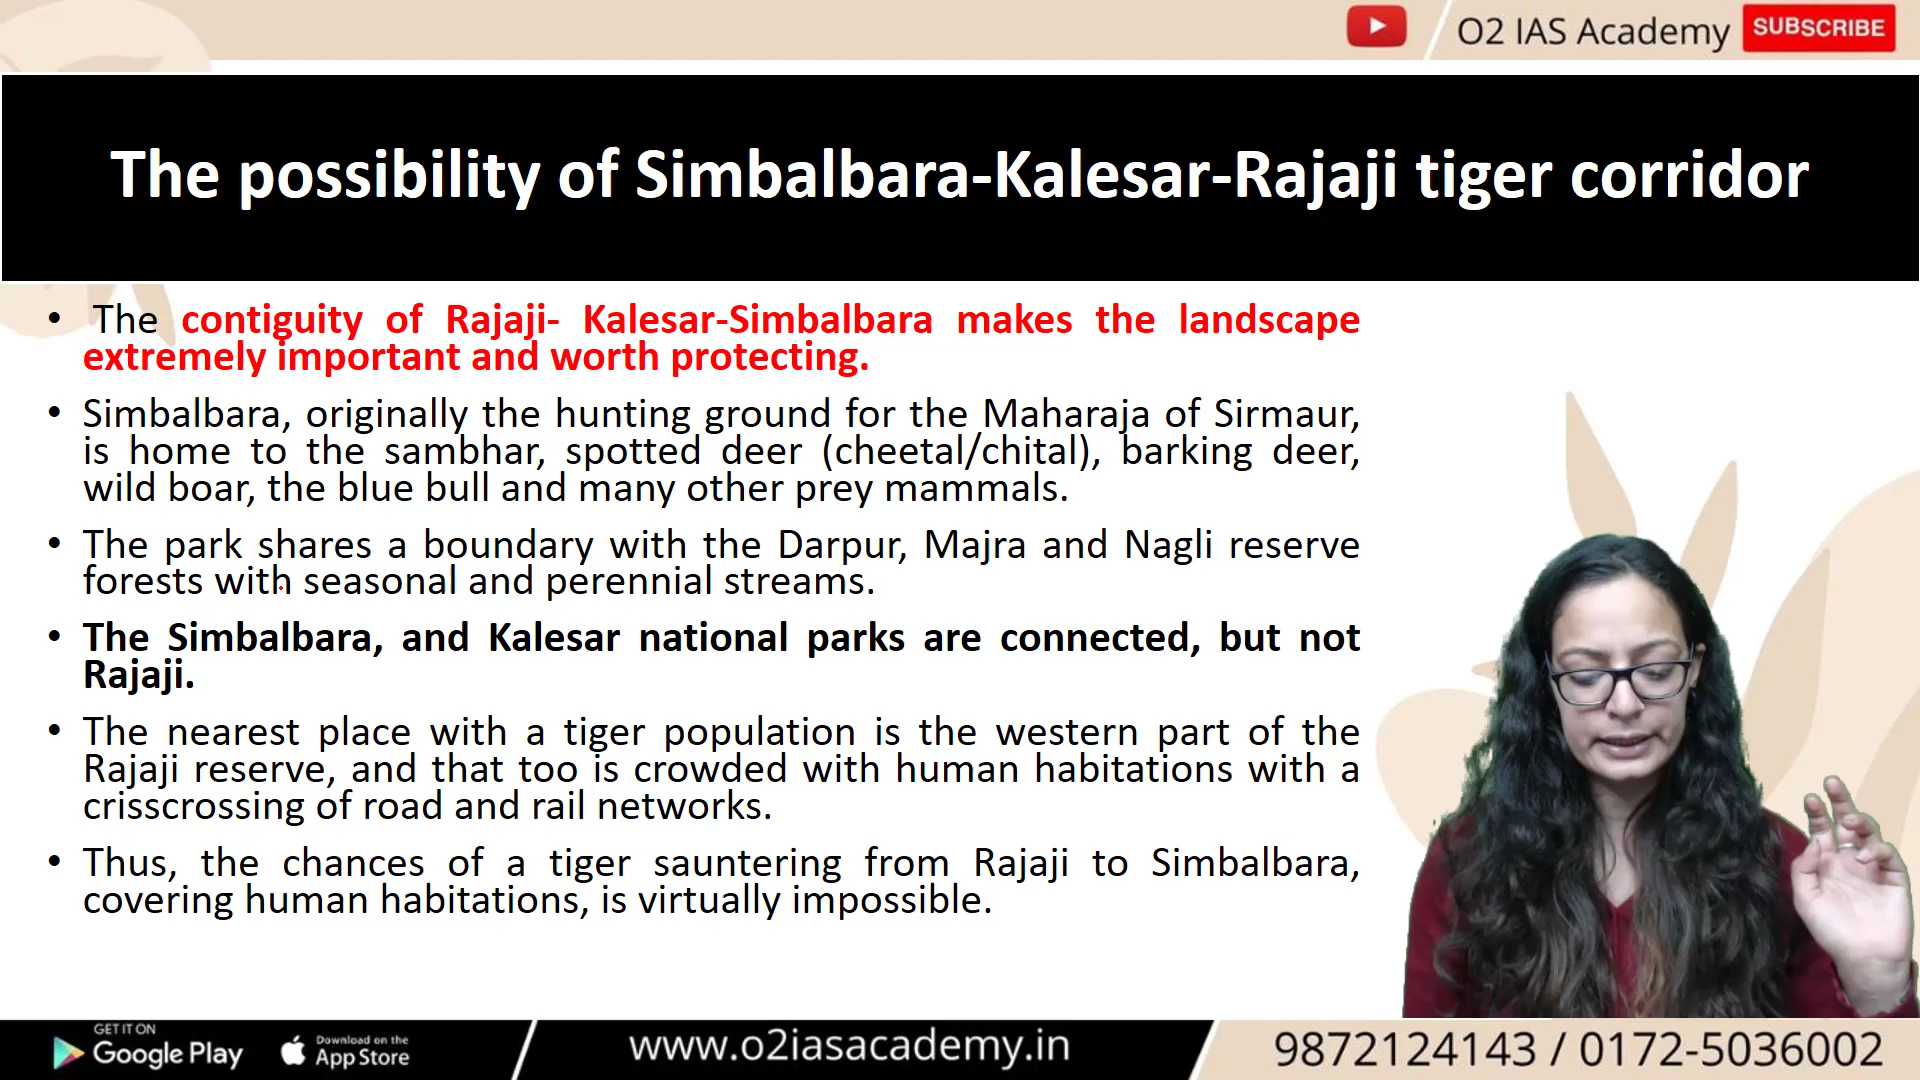 O2 IAS Academy SUBSCRIBE
The possibility of Simbalbara-Kalesar-Rajaji tiger corridor
• The contiguity of Rajaji- Kalesar-Simbalbara makes the landscape
extremely important and worth protecting.
• Simbalbara, originally the hunting ground for the Maharaja of Sirmaur,
is home to the sambhar, spotted deer (cheetal/chital), barking deer,
wild boar, the blue bull and many other prey mammals.
• The park shares a boundary with the Darpur, Majra and Nagli reserve
forests with seasonal and perennial streams.
• The Simbalbara, and Kalesar national parks are connected, but not
Rajaji.
• The nearest place with a tiger population is the western part of the
Rajaji reserve, and that too is crowded with human habitations with a
crisscrossing of road and rail networks.
• Thus, the chances of a tiger sauntering from Rajaji to Simbalbara,
covering human habitations, is virtually impossible.
GET IT ON
Google Play
Download on the
App Store
www.o2iasacademy.in
9872124143 / 0172-5036002